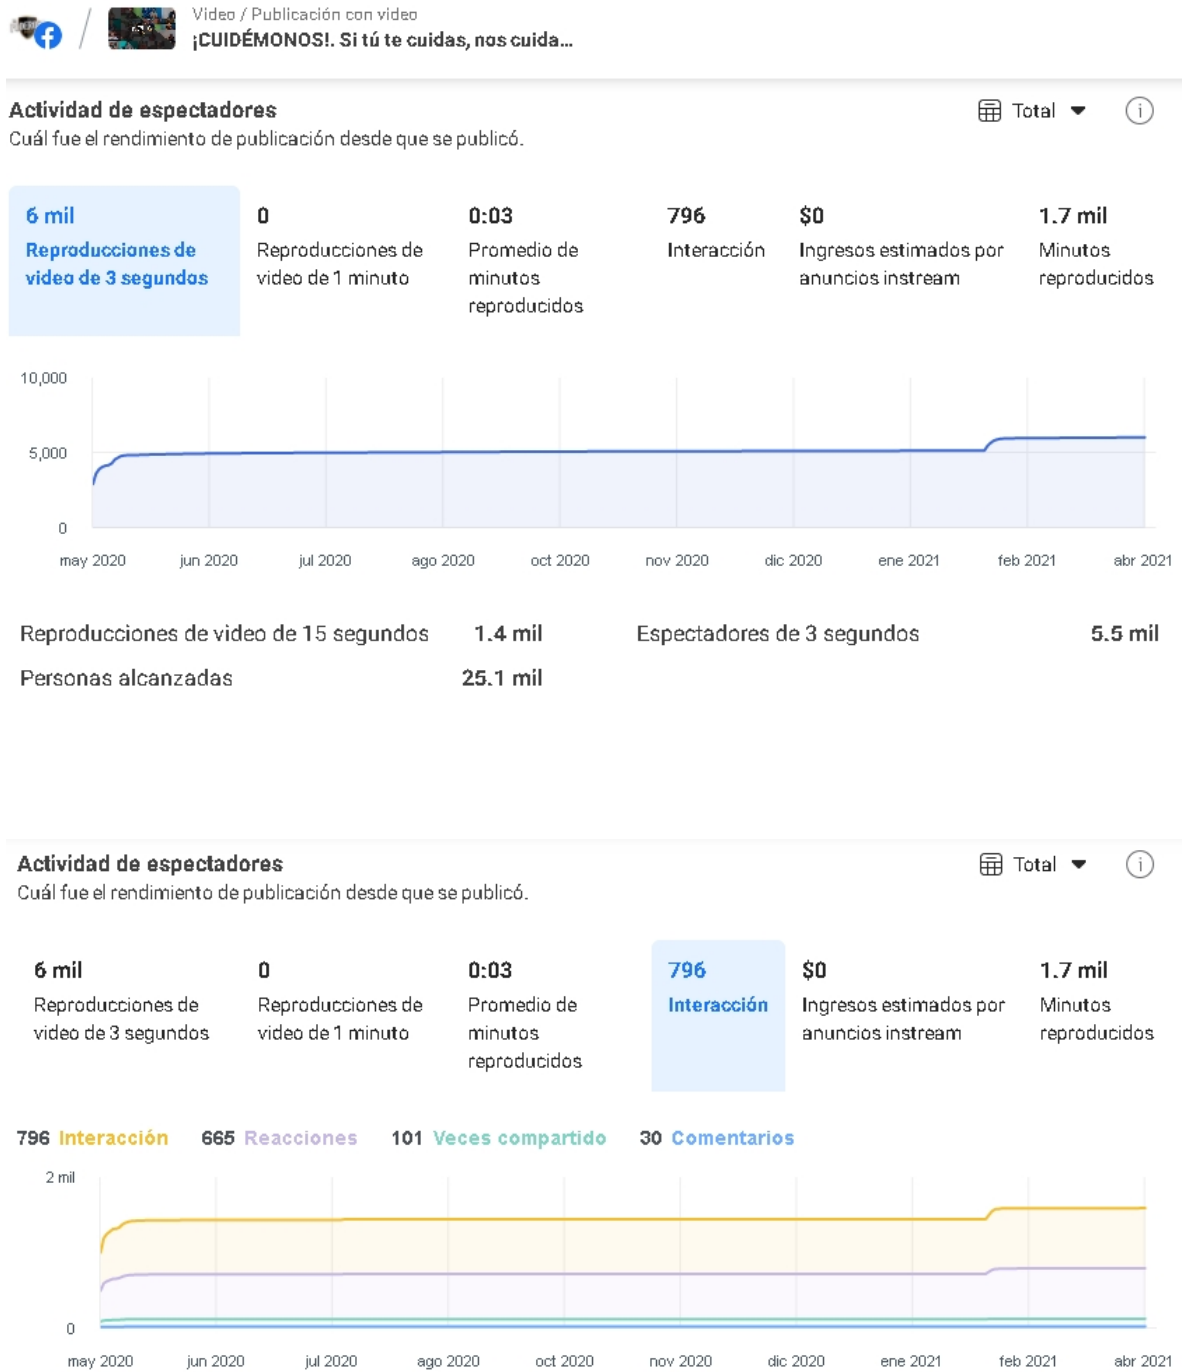 Video / Publicación con video
¡CUIDÉMONOS!. Si tú te cuidas, nos cuida...
Actividad de espectadores
Total
Cuál fue el rendimiento de publicación desde que se publicó.
6 mil
Reproducciones de
video de 3 segundos
0
Reproducciones de
video de 1 minuto
0:03
Promedio de
minutos
reproducidos
796
Interacción
$0
Ingresos estimados por
anuncios instream
1.7 mil
Minutos
reproducidos
10,000
5,000
0
may 2020 jun 2020 jul 2020 ago 2020 oct 2020 nov 2020 dic 2020 ene 2021 feb 2021 abr 2021
Reproducciones de video de 15 segundos 1.4 mil
Espectadores de 3 segundos 5.5 mil
Personas alcanzadas 25.1 mil
Actividad de espectadores
Total
Cuál fue el rendimiento de publicación desde que se publicó.
6 mil
Reproducciones de
video de 3 segundos
0
Reproducciones de
video de 1 minuto
0:03
Promedio de
minutos
reproducidos
796
Interacción
$0
Ingresos estimados por
anuncios instream
1.7 mil
Minutos
reproducidos
796 Interacción 665 Reacciones 101 Veces compartido 30 Comentarios
2 mil
0
may 2020 jun 2020 jul 2020 ago 2020 oct 2020 nov 2020 dic 2020 ene 2021 feb 2021 abr 2021